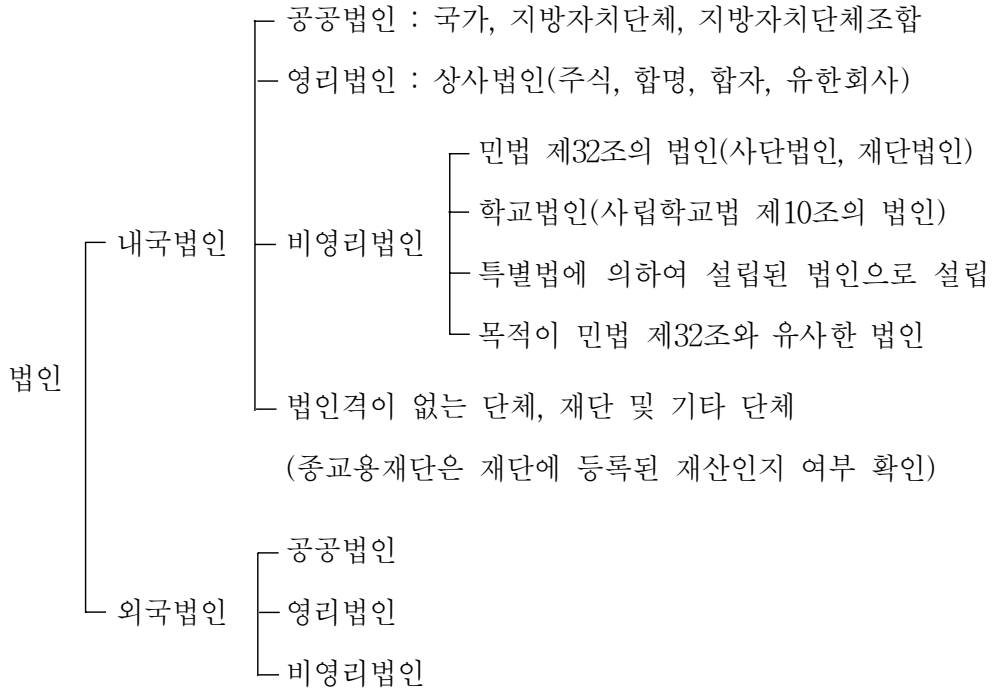 공공법인 : 국가, 지방자치단체, 지방자치단체조합
영리법인 : 상사법인(주식, 합명, 합자, 유한회사)
민법 제32조의 법인(사단법인, 재단법인)
학교법인(사립학교법 제10조의 법인)
내국법인
비영리법인
특별법에 의하여 설립된 법인으로 설립
목적이 민법 제32조와 유사한 법인
법인
법인격이 없는 단체, 재단 및 기타 단체
(종교용재단은 재단에 등록된 재산인지 여부 확인)
공공법인
외국법인
영리법인
비영리법인